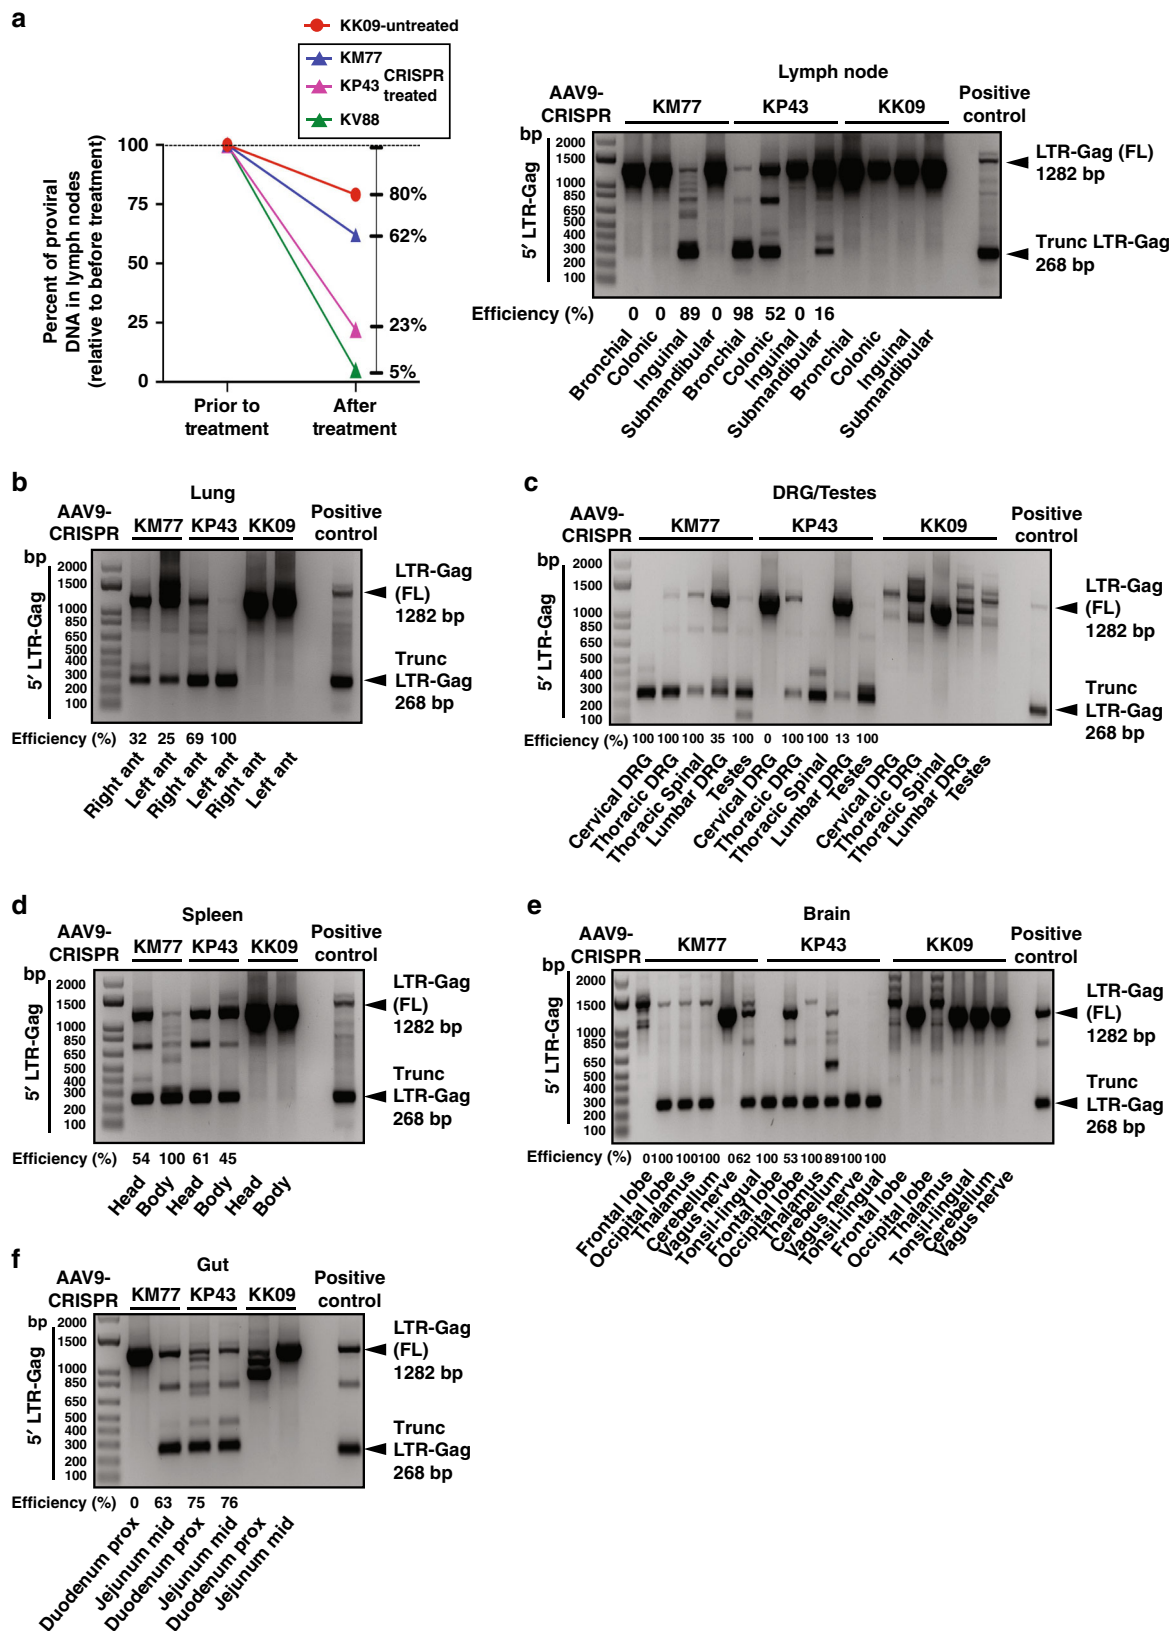 a
KK09-untreated
KM77
KP43
CRISPR
treated
KV88
Percent of proviral
DNA in lymph nodes
(relative to before treatment)
100
75
50
25
0
80%
62%
23%
5%
Prior to
treatment
After
treatment
Lymph node
AAV9-
CRISPR
KM77
KP43
KK09
Positive
control
bp
2000
1500
1000
850
650
500
400
300
200
100
5′ LTR-Gag
LTR-Gag (FL)
1282 bp
Trunc LTR-Gag
268 bp
Efficiency (%) 0 0 89 0 98 52 0 16
Bronchial
Colonic
Inguinal
Submandibular
Bronchial
Colonic
Inguinal
Submandibular
Bronchial
Colonic
Inguinal
Submandibular
b
Lung
AAV9-
CRISPR
KM77
KP43
KK09
Positive
control
bp
2000
1500
1000
850
650
500
400
300
200
100
5′ LTR-Gag
LTR-Gag
(FL)
1282 bp
Trunc
LTR-Gag
268 bp
Efficiency (%) 32 25 69 100
Right ant
Left ant
Right ant
Left ant
Right ant
Left ant
c
DRG/Testes
AAV9-
CRISPR
KM77
KP43
KK09
Positive
control
bp
2000
1500
1000
850
650
500
400
300
200
100
5′ LTR-Gag
LTR-Gag
(FL)
1282 bp
Trunc
LTR-Gag
268 bp
Efficiency (%) 100 100 100 35 100 0 100 100 13 100
Cervical DRG
Thoracic DRG
Thoracic Spinal
Lumbar DRG
Testes
Cervical DRG
Thoracic DRG
Thoracic Spinal
Lumbar DRG
Testes
Cervical DRG
Thoracic DRG
Thoracic Spinal
Lumbar DRG
Testes
d
Spleen
AAV9-
CRISPR
KM77
KP43
KK09
Positive
control
bp
2000
1500
1000
850
650
500
400
300
200
100
5′ LTR-Gag
LTR-Gag
(FL)
1282 bp
Trunc
LTR-Gag
268 bp
Efficiency (%) 54 100 61 45
Head
Body
Head
Body
Head
Body
e
Brain
AAV9-
CRISPR
KM77
KP43
KK09
Positive
control
bp
2000
1500
1000
850
650
500
400
300
200
100
5′ LTR-Gag
LTR-Gag
(FL)
1282 bp
Trunc
LTR-Gag
268 bp
Efficiency (%) 0 100 100 100 0 62 100 53 100 89 100 100
Frontal lobe
Occipital lobe
Thalamus
Cerebellum
Vagus nerve
Tonsil-lingual
Frontal lobe
Occipital lobe
Thalamus
Cerebellum
Vagus nerve
Tonsil-lingual
Frontal lobe
Occipital lobe
Thalamus
Tonsil-lingual
Cerebellum
Vagus nerve
f
Gut
AAV9-
CRISPR
KM77
KP43
KK09
Positive
control
bp
2000
1500
1000
850
650
500
400
300
200
100
5′ LTR-Gag
LTR-Gag
(FL)
1282 bp
Trunc
LTR-Gag
268 bp
Efficiency (%) 0 63 75 76
Duodenum prox
Jejunum mid
Duodenum prox
Jejunum mid
Duodenum prox
Jejunum mid